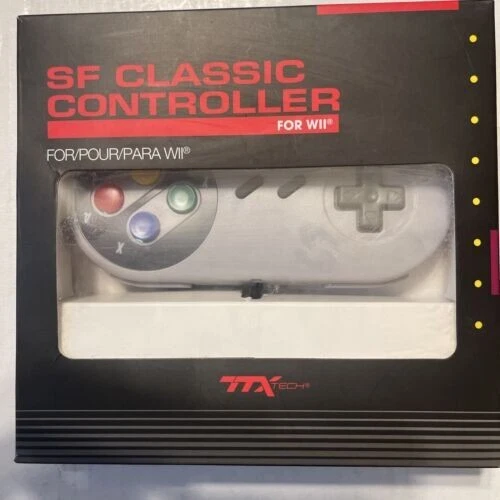 SF CLASSIC
CONTROLLER
FOR WII®
FOR/POUR/PARA WII®
A
X
TTX TECH®